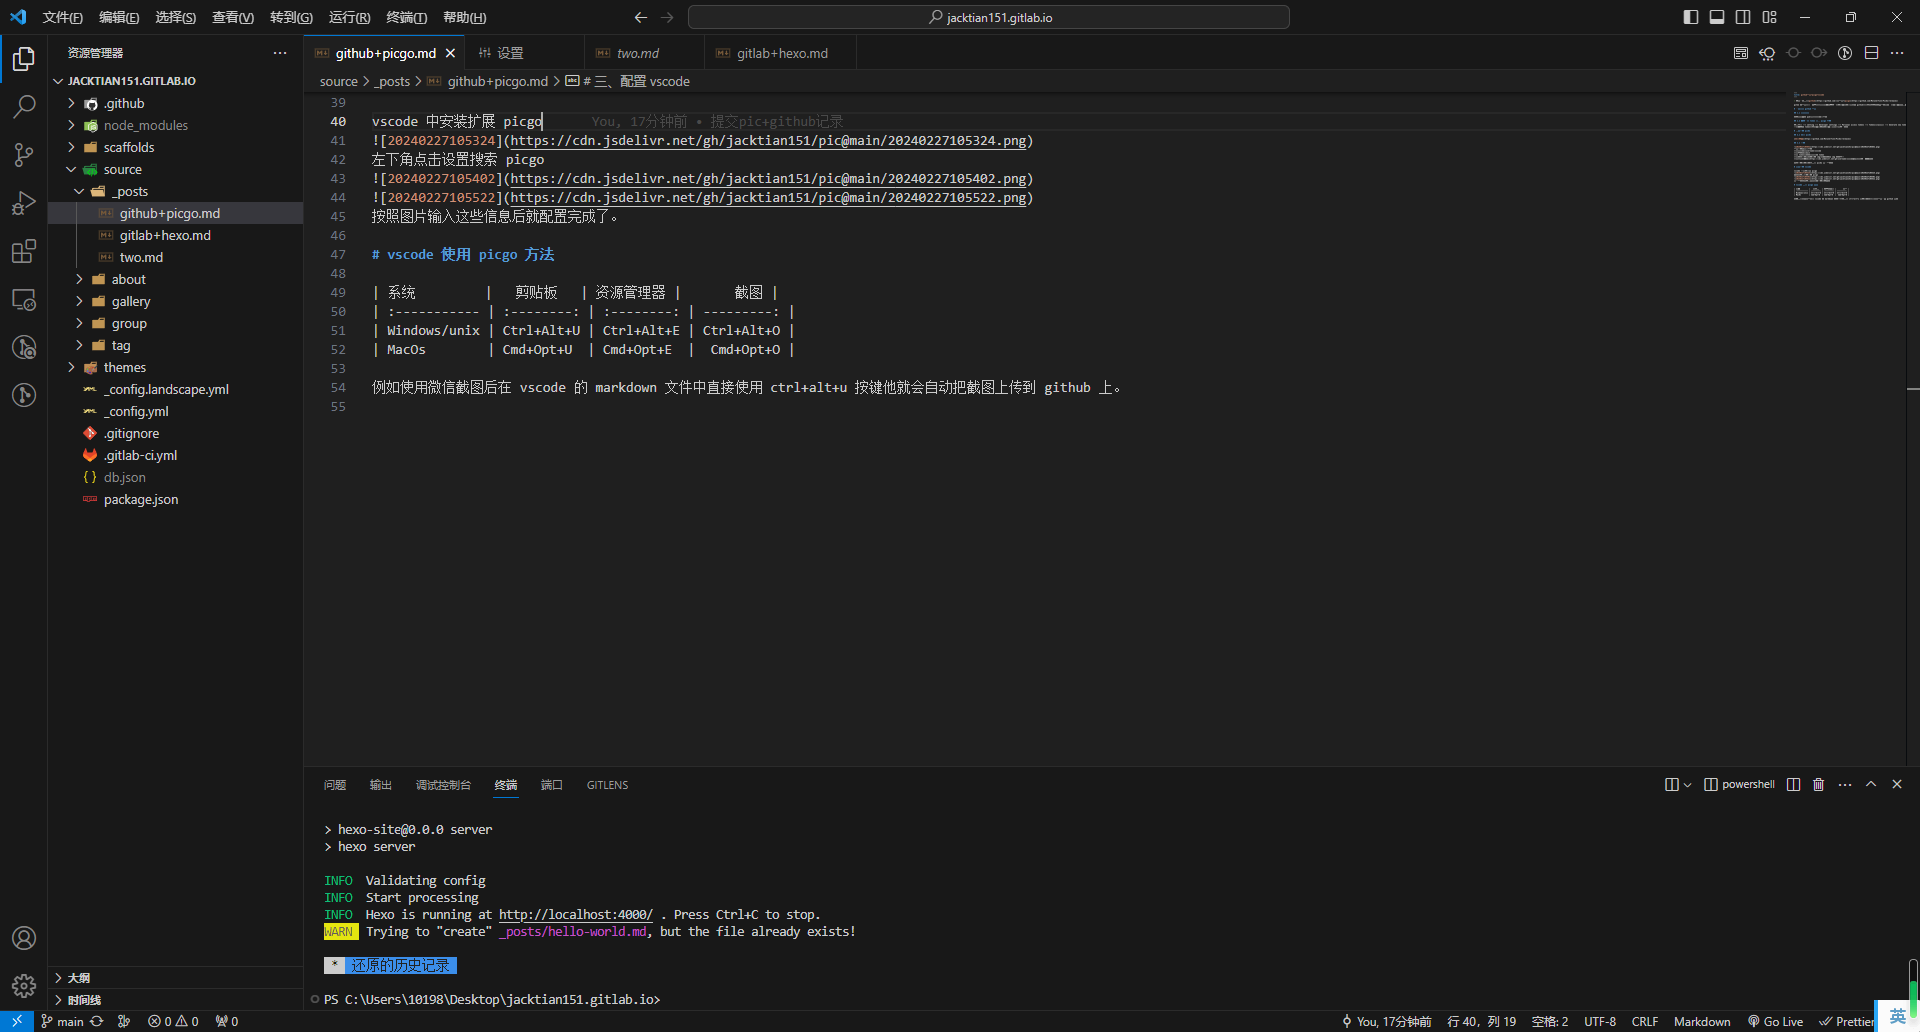 文件(F) 编辑(E) 选择(S) 查看(V) 转到(G) 运行(R) 终端(T) 帮助(H) jacktian151.gitlab.io
资源管理器 ···
github+picgo.md 设置 two.md gitlab+hexo.md
JACKTIAN151.GITLAB.IO
source > _posts > github+picgo.md > # 三、配置 vscode
.github
node_modules
scaffolds
source
_posts
github+picgo.md
gitlab+hexo.md
two.md
about
gallery
group
tag
themes
_config.landscape.yml
_config.yml
.gitignore
.gitlab-ci.yml
db.json
package.json
大纲
时间线
39
40 vscode 中安装扩展 picgo You, 17分钟前 • 提交pic+github记录
41 ![20240227105324](https://cdn.jsdelivr.net/gh/jacktian151/pic@main/20240227105324.png)
42 左下角点击设置搜索 picgo
43 ![20240227105402](https://cdn.jsdelivr.net/gh/jacktian151/pic@main/20240227105402.png)
44 ![20240227105522](https://cdn.jsdelivr.net/gh/jacktian151/pic@main/20240227105522.png)
45 按照图片输入这些信息后就配置完成了。
46
47 # vscode 使用 picgo 方法
48
49 | 系统 | 剪贴板 | 资源管理器 | 截图 |
50 | :----------- | :--------: | :--------: | ---------: |
51 | Windows/unix | Ctrl+Alt+U | Ctrl+Alt+E | Ctrl+Alt+O |
52 | MacOs | Cmd+Opt+U | Cmd+Opt+E | Cmd+Opt+O |
53
54 例如使用微信截图后在 vscode 的 markdown 文件中直接使用 ctrl+alt+u 按键他就会自动把截图上传到 github 上。
55
问题 输出 调试控制台 终端 端口 GITLENS powershell
> hexo-site@0.0.0 server
> hexo server
INFO Validating config
INFO Start processing
INFO Hexo is running at http://localhost:4000/ . Press Ctrl+C to stop.
WARN Trying to "create" _posts/hello-world.md, but the file already exists!
* 还原的历史记录
PS C:\Users\10198\Desktop\jacktian151.gitlab.io>
main 0 0 0 You, 17分钟前 行 40，列 19 空格: 2 UTF-8 CRLF Markdown Go Live Prettier
英